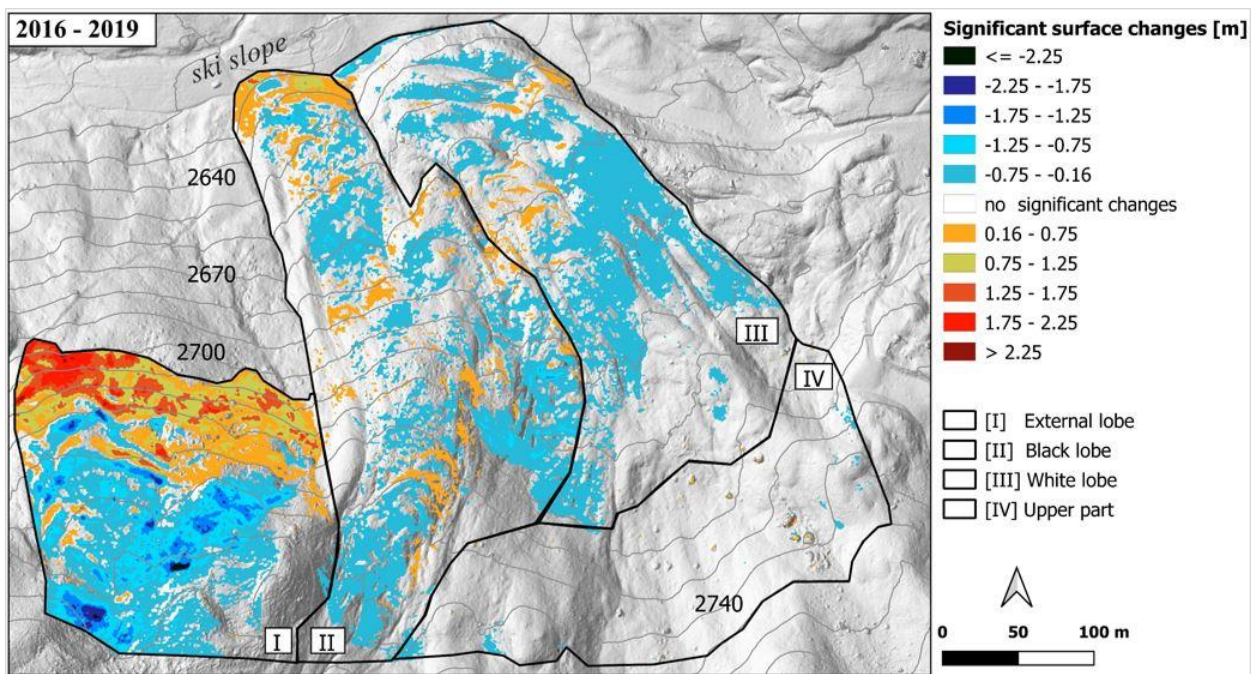 2016 - 2019
ski slope
2640
2670
2700
2740
I
II
III
IV
Significant surface changes [m]
<= -2.25
-2.25 - -1.75
-1.75 - -1.25
-1.25 - -0.75
-0.75 - -0.16
no significant changes
0.16 - 0.75
0.75 - 1.25
1.25 - 1.75
1.75 - 2.25
> 2.25
[I] External lobe
[II] Black lobe
[III] White lobe
[IV] Upper part
0 50 100 m